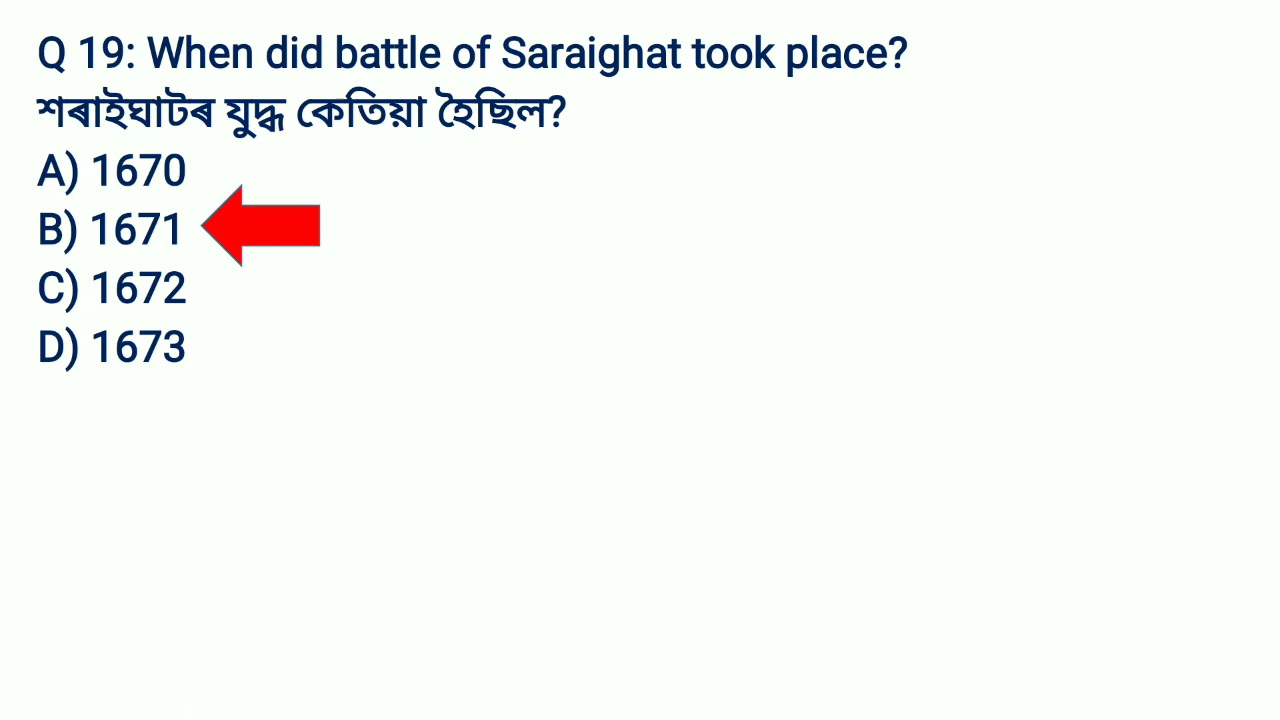 Q 19: When did battle of Saraighat took place?
শৰাইঘাটৰ যুদ্ধ কেতিয়া হৈছিল?
A) 1670
B) 1671
C) 1672
D) 1673